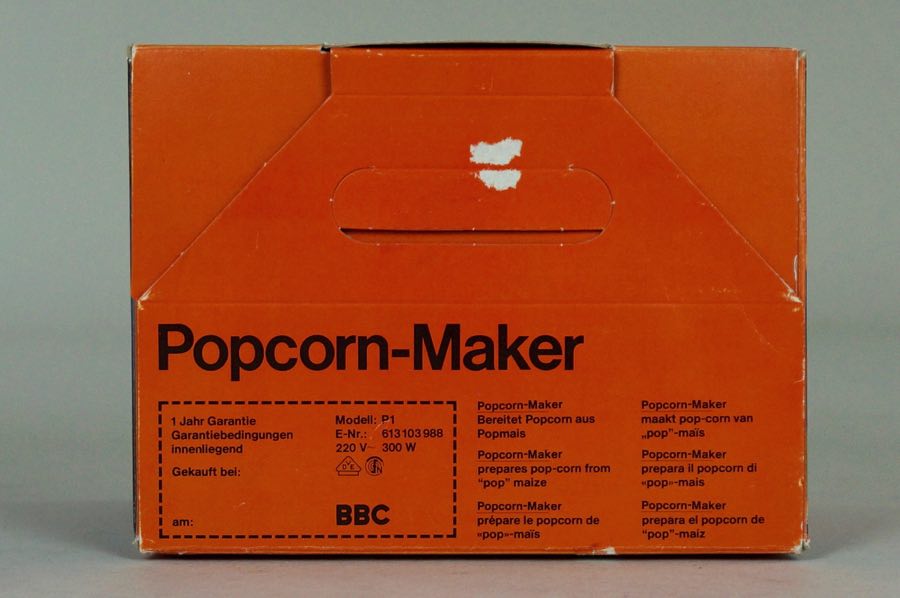 Popcorn-Maker
1 Jahr Garantie
Garantiebedingungen
innenliegend
Gekauft bei:
am:
Modell: P1
E-Nr.: 613 103 988
220 V~ 300 W
BBC
Popcorn-Maker
Bereitet Popcorn aus
Popmais
Popcorn-Maker
prepares pop-corn from
“pop” maize
Popcorn-Maker
prépare le popcorn de
«pop»-maïs
Popcorn-Maker
maakt pop-corn van
„pop”-maïs
Popcorn-Maker
prepara il popcorn di
«pop»-mais
Popcorn-Maker
prepara el popcorn de
“pop”-maiz